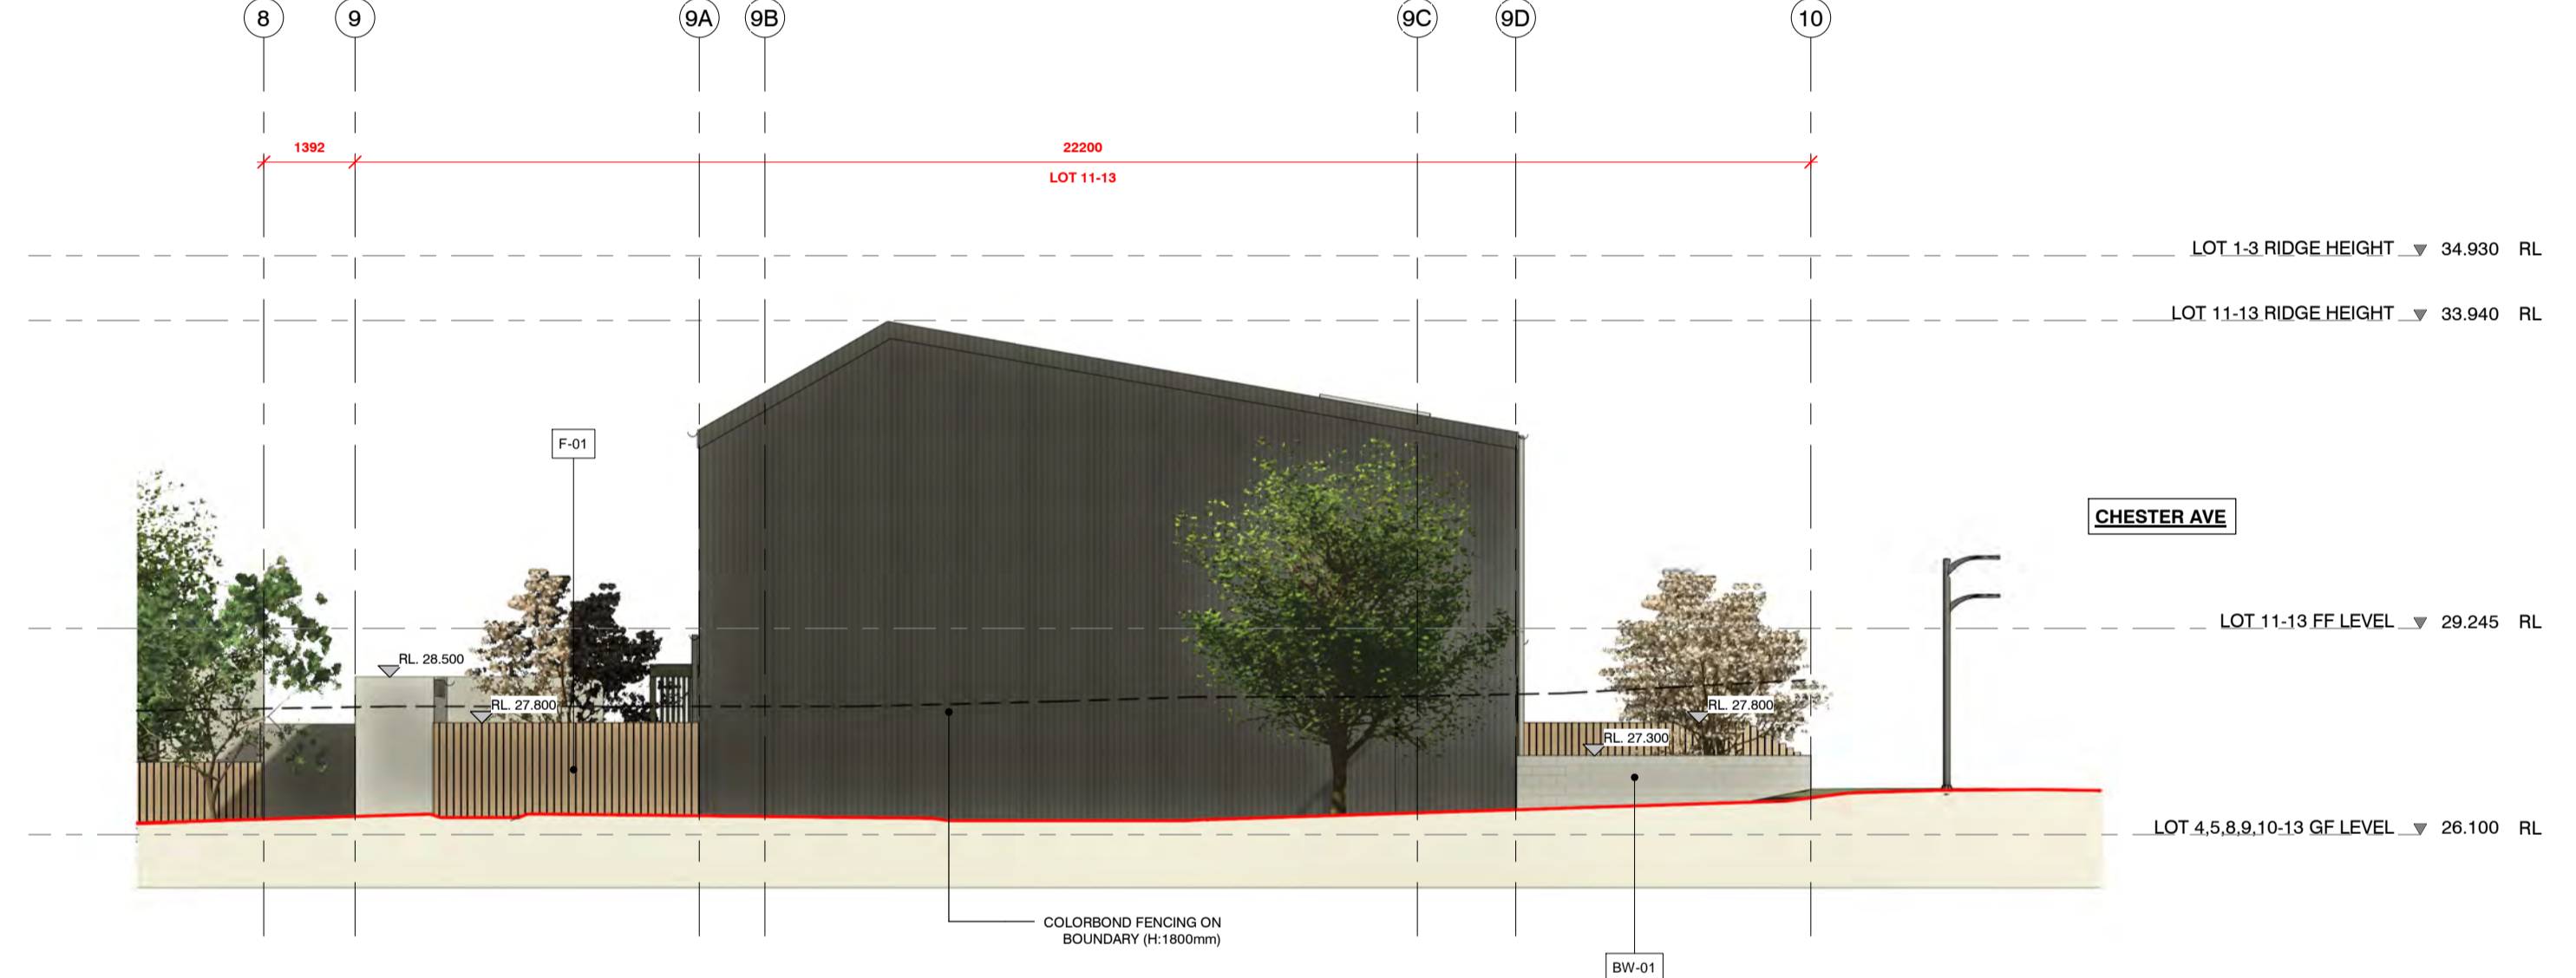 8
9
9A
9B
9C
9D
10
1392
22200
LOT 11-13
LOT 1-3 RIDGE HEIGHT 34.930 RL
LOT 11-13 RIDGE HEIGHT 33.940 RL
F-01
CHESTER AVE
LOT 11-13 FF LEVEL 29.245 RL
RL. 28.500
RL. 27.800
RL. 27.800
RL. 27.300
LOT 4,5,8,9,10-13 GF LEVEL 26.100 RL
COLORBOND FENCING ON
BOUNDARY (H:1800mm)
BW-01